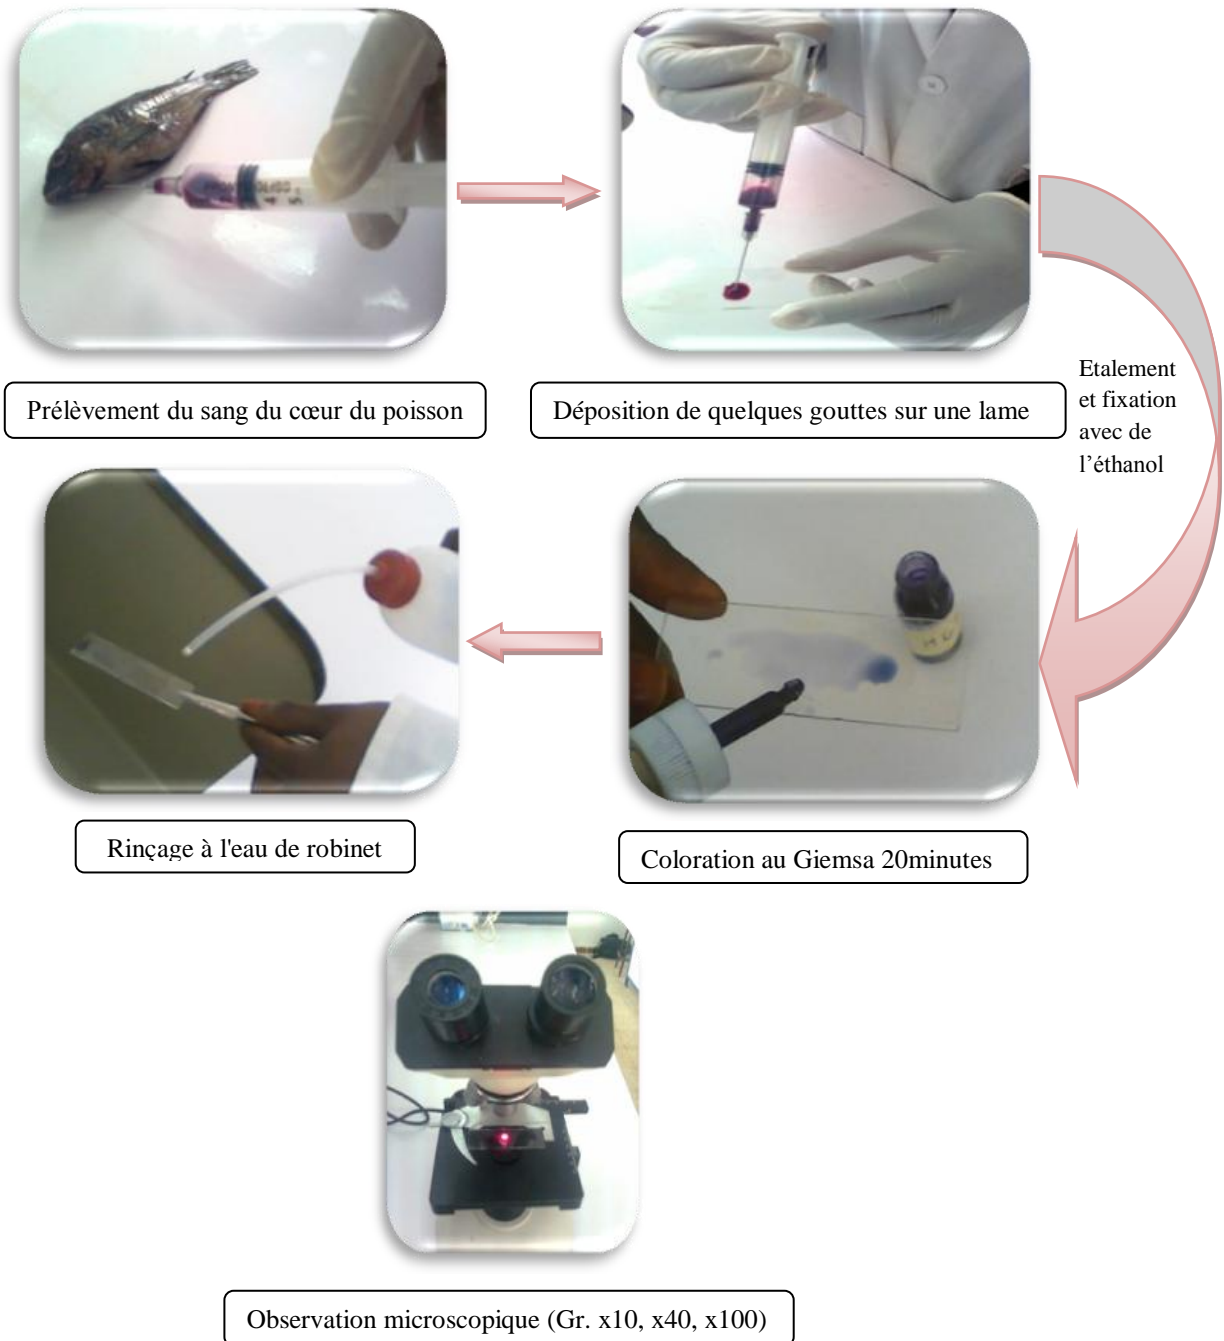 Prélèvement du sang du cœur du poisson
Déposition de quelques gouttes sur une lame
Etalement
et fixation
avec de
l’éthanol
Coloration au Giemsa 20minutes
Rinçage à l'eau de robinet
Observation microscopique (Gr. x10, x40, x100)